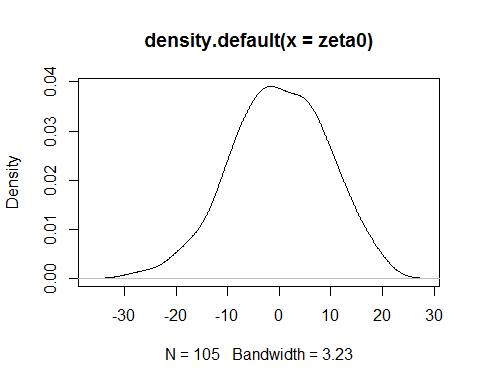 density.default(x = zeta0)
Density
0.04
0.03
0.02
0.01
0.00
-30 -20 -10 0 10 20 30
N = 105 Bandwidth = 3.23